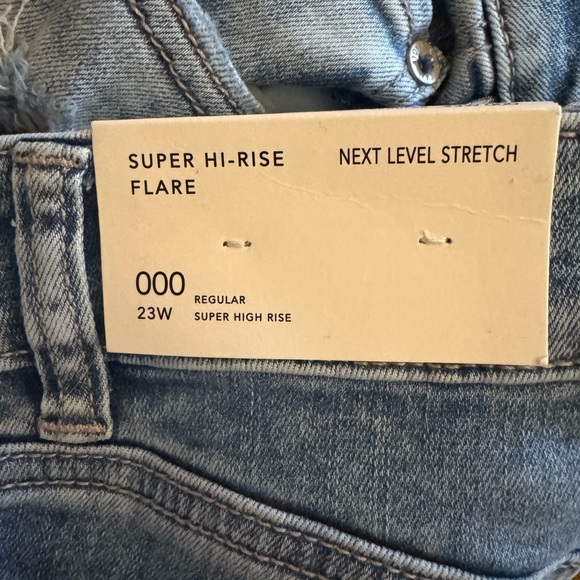 SUPER HI-RISE
FLARE
NEXT LEVEL STRETCH
000
23W
REGULAR
SUPER HIGH RISE